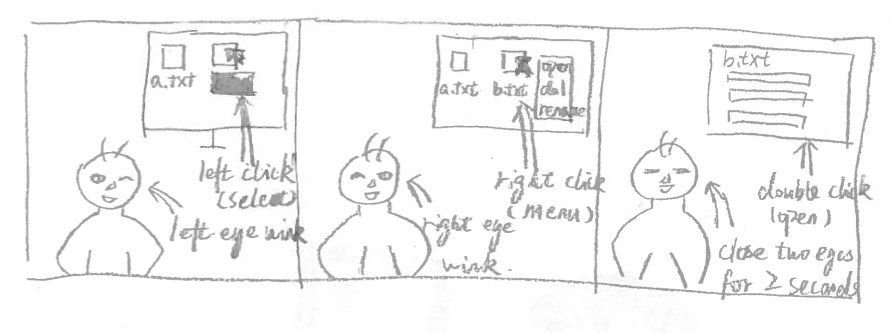 a.txt
left click
(select)
left eye wink
a.txt
b.txt
open
del
rename
right click
(MENU)
right eye
wink.
b.txt
double click
(open)
close two eges
for 2 seconds